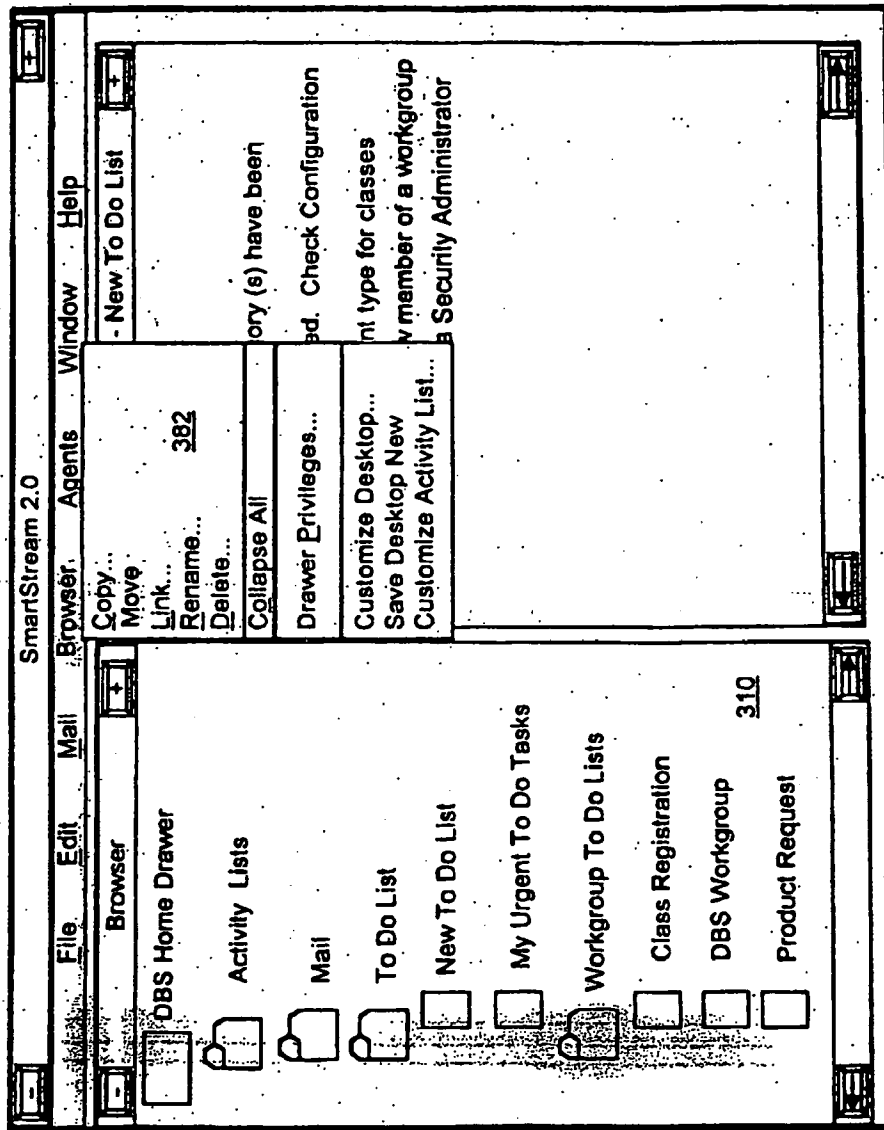 SmartStream 2.0
File Edit Mail Browser Agents Window Help
Browser
DBS Home Drawer
Activity Lists
Mail
To Do List
New To Do List
My Urgent To Do Tasks
Workgroup To Do Lists
Class Registration
DBS Workgroup
310
Product Request
Copy...
Move
Link...
382
Rename...
Delete...
Collapse All
Drawer Privileges...
Customize Desktop...
Save Desktop New
Customize Activity List...
- New To Do List
ory (s) have been
ed. Check Configuration
nt type for classes
w member of a workgroup
a Security Administrator